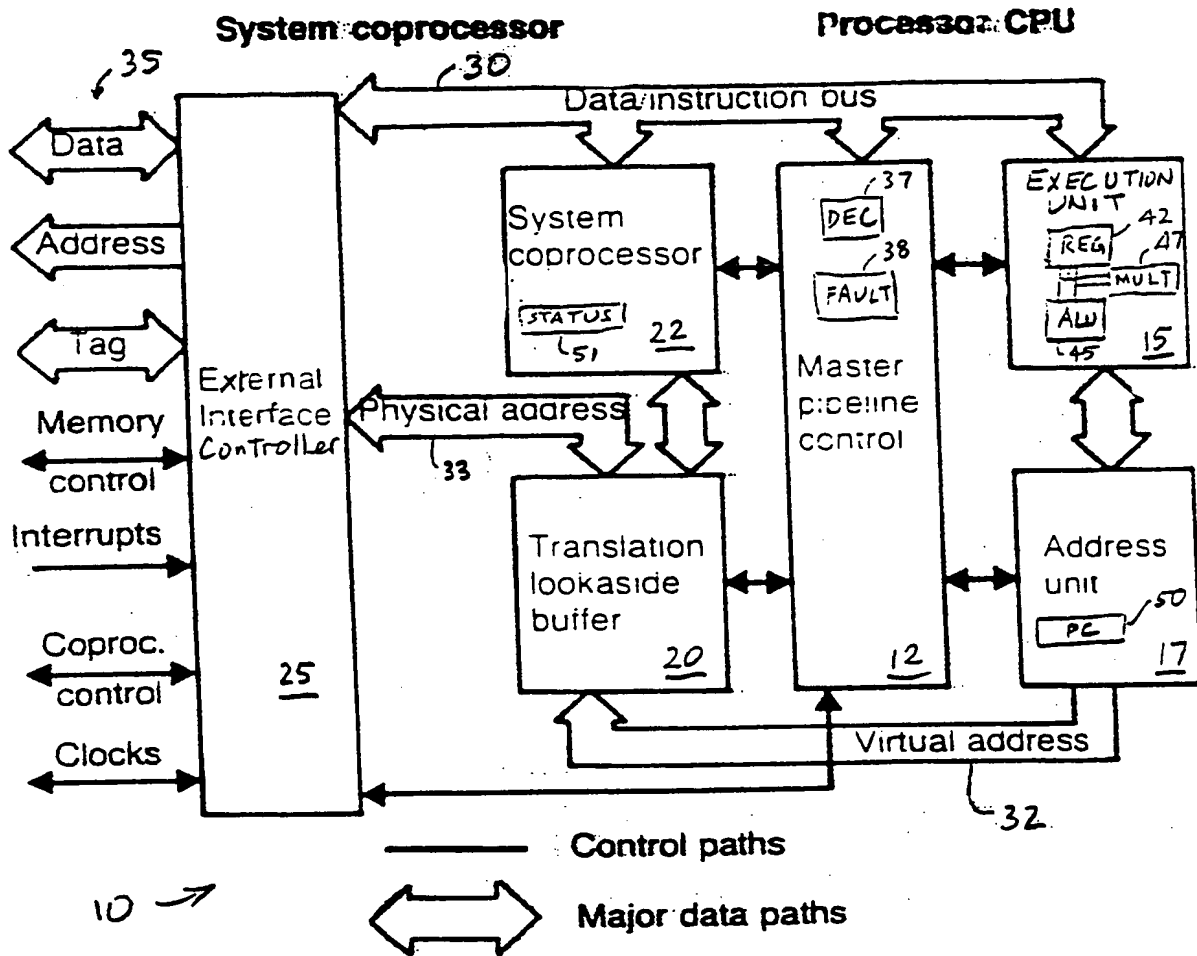 System coprocessor
Processor CPU
35
30
Data/instruction bus
Data
Address
Tag
Memory
control
Interrupts
Coproc.
control
Clocks
External
Interface
Controller
25
System
coprocessor
STATUS
51
22
Physical address
33
Translation
lookaside
buffer
20
37
DEC
38
FAULT
Master
pipeline
control
12
EXECUTION
UNIT
42
REG
47
MULT
ALU
45
15
Address
unit
50
PC
17
Virtual address
32
Control paths
10
Major data paths